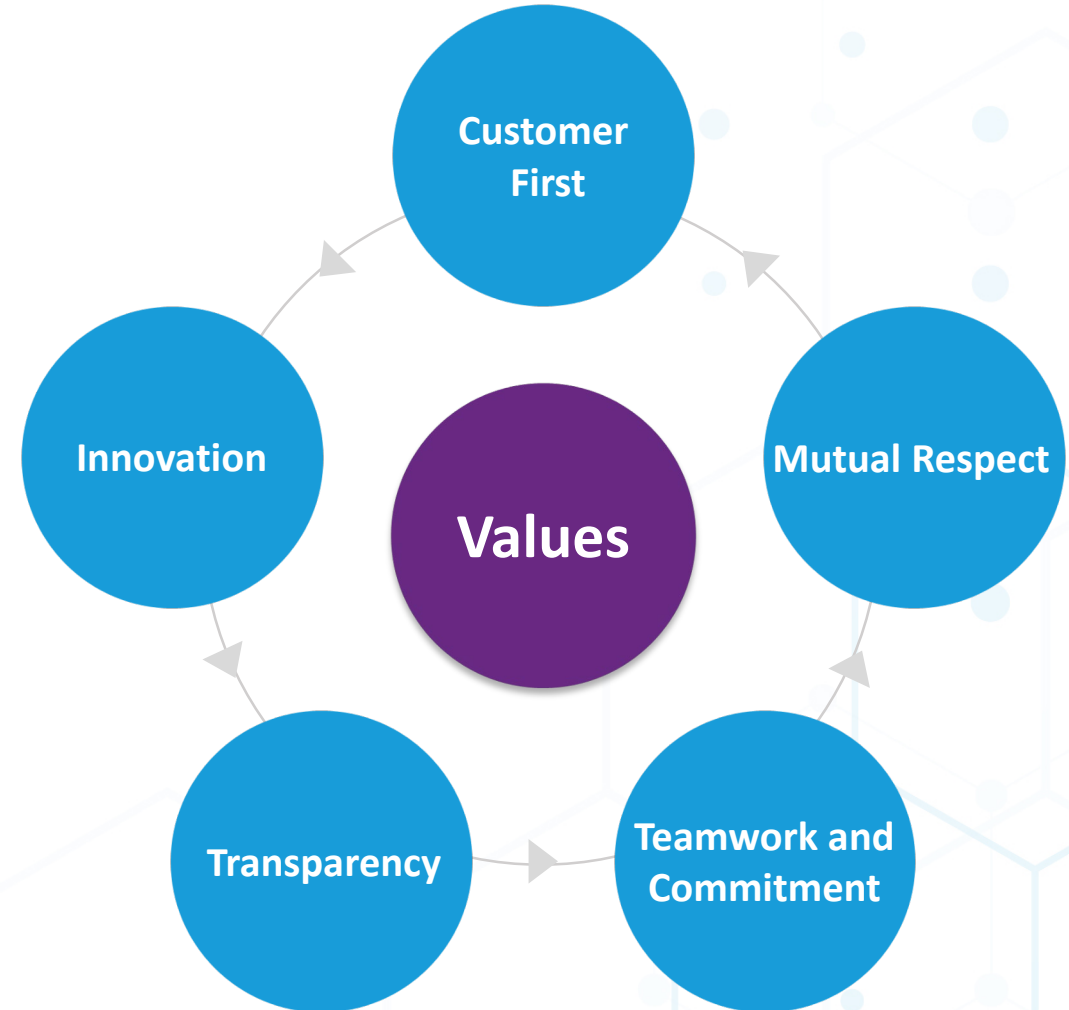 Customer
First
Innovation
Mutual Respect
Values
Transparency
Teamwork and
Commitment